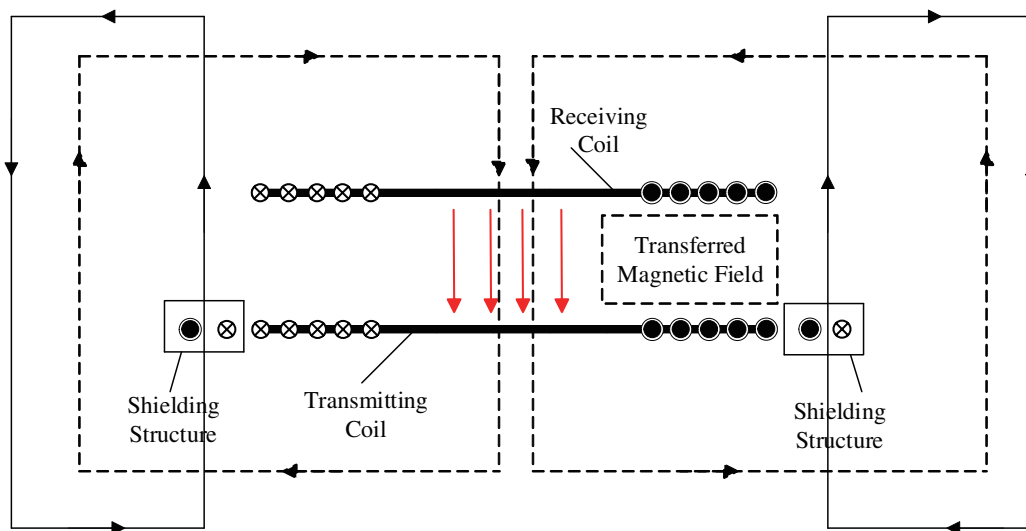 Receiving
Coil
Transferred
Magnetic Field
Shielding
Structure
Transmitting
Coil
Shielding
Structure